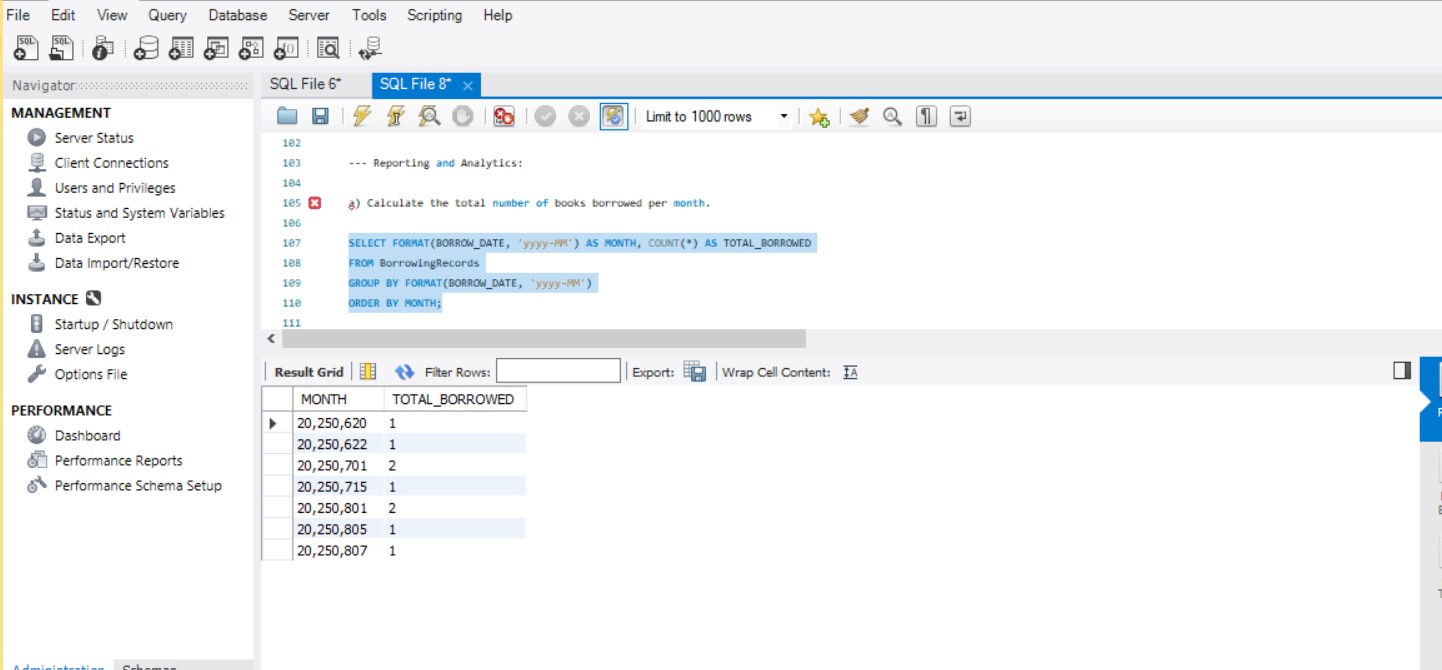 File Edit View Query Database Server Tools Scripting Help
Navigator
MANAGEMENT
Server Status
Client Connections
Users and Privileges
Status and System Variables
Data Export
Data Import/Restore
INSTANCE
Startup / Shutdown
Server Logs
Options File
PERFORMANCE
Dashboard
Performance Reports
Performance Schema Setup
Administration Schemas
SQL File 6* SQL File 8*
Limit to 1000 rows
102
103 --- Reporting and Analytics:
104
105 a) Calculate the total number of books borrowed per month.
106
107 SELECT FORMAT(BORROW_DATE, 'yyyy-MM') AS MONTH, COUNT(*) AS TOTAL_BORROWED
108 FROM BorrowingRecords
109 GROUP BY FORMAT(BORROW_DATE, 'yyyy-MM')
110 ORDER BY MONTH;
111
Result Grid Filter Rows: Export: Wrap Cell Content:
MONTH TOTAL_BORROWED
20,250,620 1
20,250,622 1
20,250,701 2
20,250,715 1
20,250,801 2
20,250,805 1
20,250,807 1